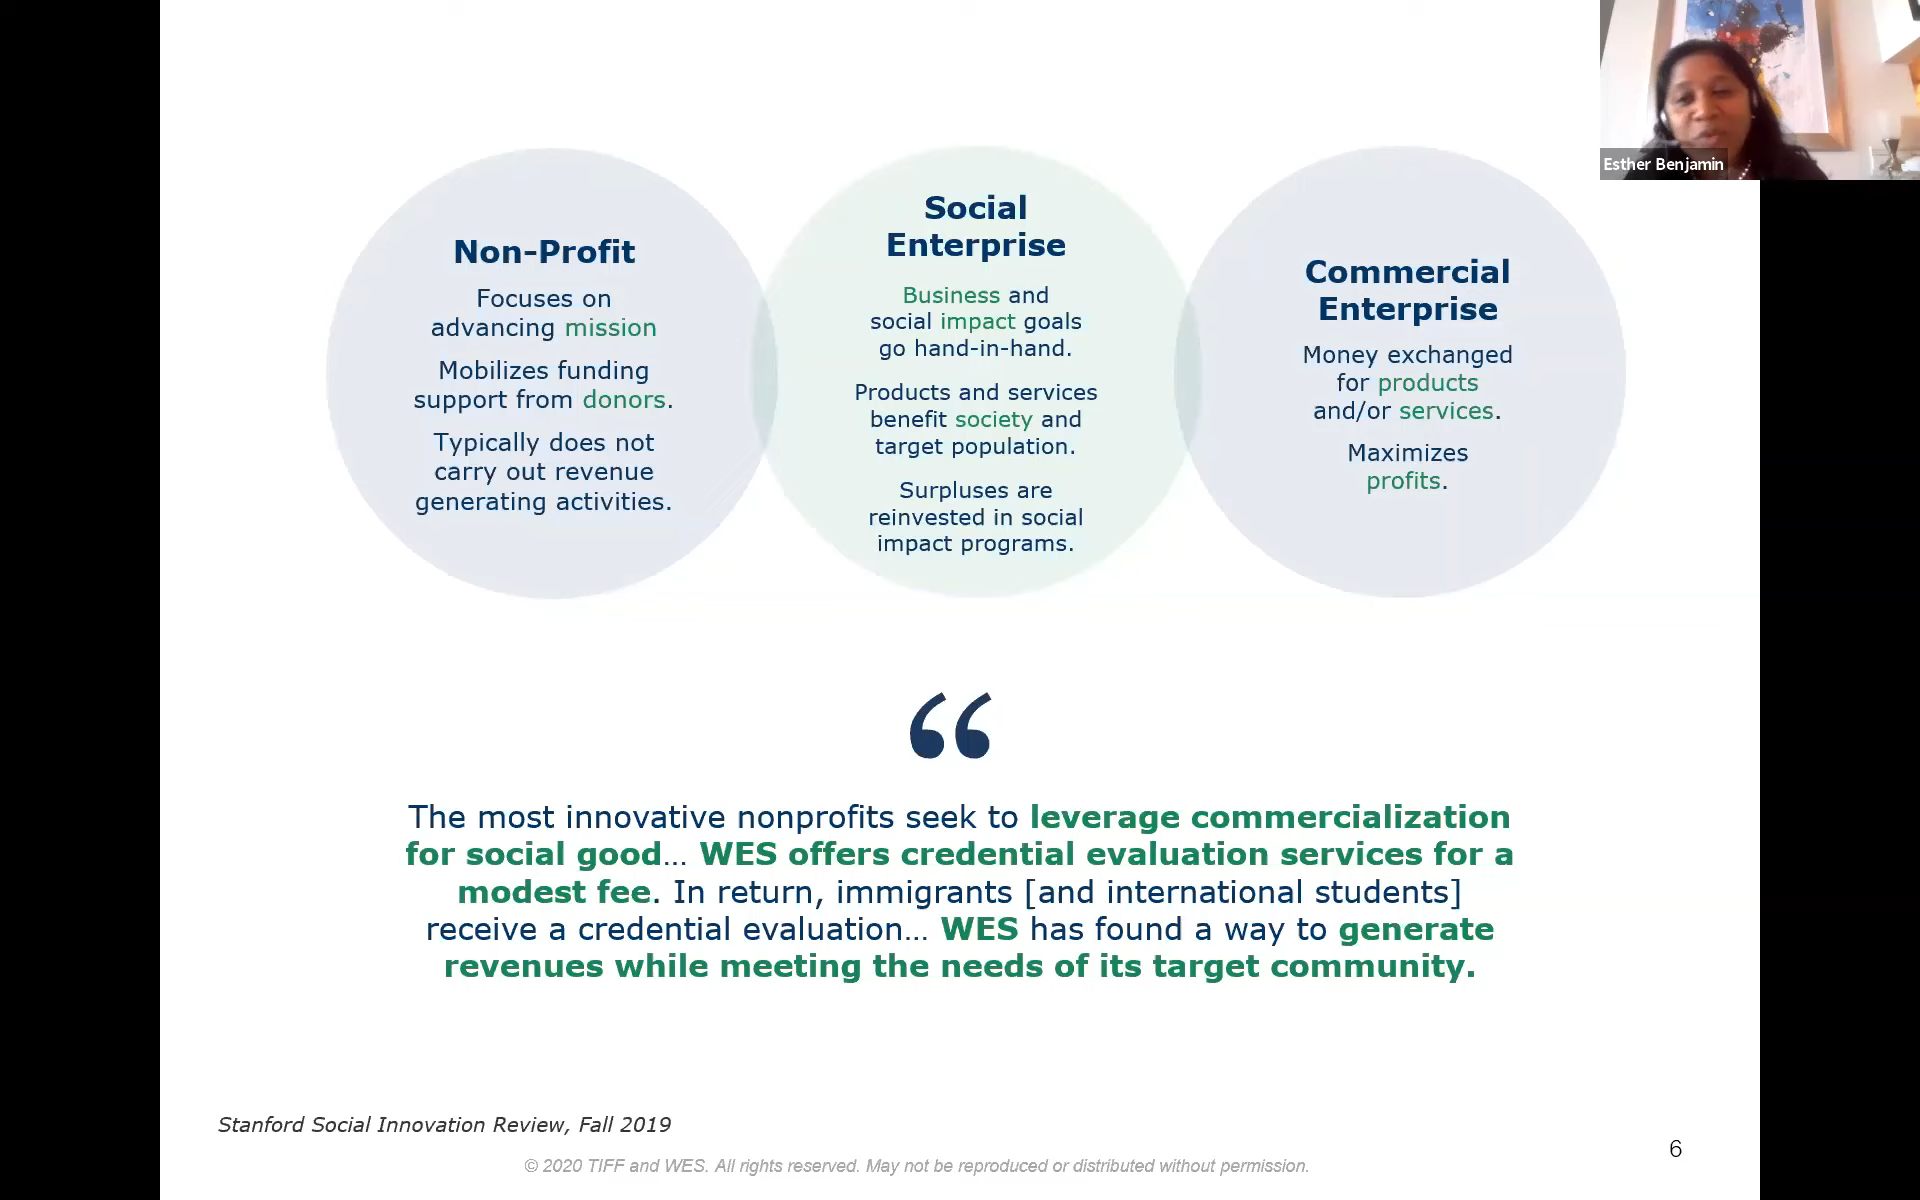 Esther Benjamin
Non-Profit
Focuses on
advancing mission
Mobilizes funding
support from donors.
Typically does not
carry out revenue
generating activities.
Social
Enterprise
Business and
social impact goals
go hand-in-hand.
Products and services
benefit society and
target population.
Surpluses are
reinvested in social
impact programs.
Commercial
Enterprise
Money exchanged
for products
and/or services.
Maximizes
profits.
“
The most innovative nonprofits seek to leverage commercialization
for social good... WES offers credential evaluation services for a
modest fee. In return, immigrants [and international students]
receive a credential evaluation... WES has found a way to generate
revenues while meeting the needs of its target community.
Stanford Social Innovation Review, Fall 2019
6
© 2020 TIFF and WES. All rights reserved. May not be reproduced or distributed without permission.